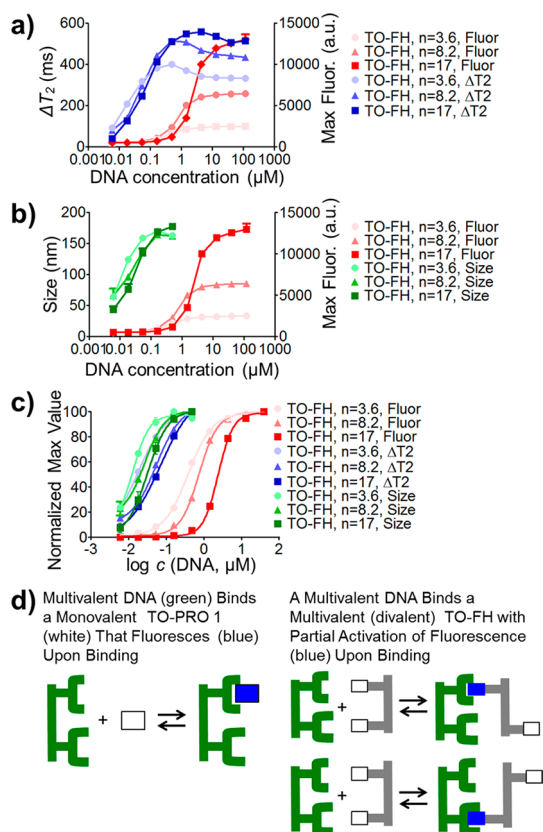 a)
600
400
200
0
ΔT2 (ms)
15000
10000
5000
0
Max Fluor. (a.u.)
0.001 0.01 0.1 1 10 100 1000
DNA concentration (µM)
TO-FH, n=3.6, Fluor
TO-FH, n=8.2, Fluor
TO-FH, n=17, Fluor
TO-FH, n=3.6, ΔT2
TO-FH, n=8.2, ΔT2
TO-FH, n=17, ΔT2
b)
200
150
100
50
0
Size (nm)
15000
10000
5000
0
Max Fluor. (a.u.)
0.001 0.01 0.1 1 10 100 1000
DNA concentration (µM)
TO-FH, n=3.6, Fluor
TO-FH, n=8.2, Fluor
TO-FH, n=17, Fluor
TO-FH, n=3.6, Size
TO-FH, n=8.2, Size
TO-FH, n=17, Size
c)
100
80
60
40
20
0
Normalized Max Value
-3 -2 -1 0 1 2
log c (DNA, µM)
TO-FH, n=3.6, Fluor
TO-FH, n=8.2, Fluor
TO-FH, n=17, Fluor
TO-FH, n=3.6, ΔT2
TO-FH, n=8.2, ΔT2
TO-FH, n=17, ΔT2
TO-FH, n=3.6, Size
TO-FH, n=8.2, Size
TO-FH, n=17, Size
d)
Multivalent DNA (green) Binds
a Monovalent TO-PRO 1
(white) That Fluoresces (blue)
Upon Binding
+
A Multivalent DNA Binds a
Multivalent (divalent) TO-FH with
Partial Activation of Fluorescence
(blue) Upon Binding
+
+